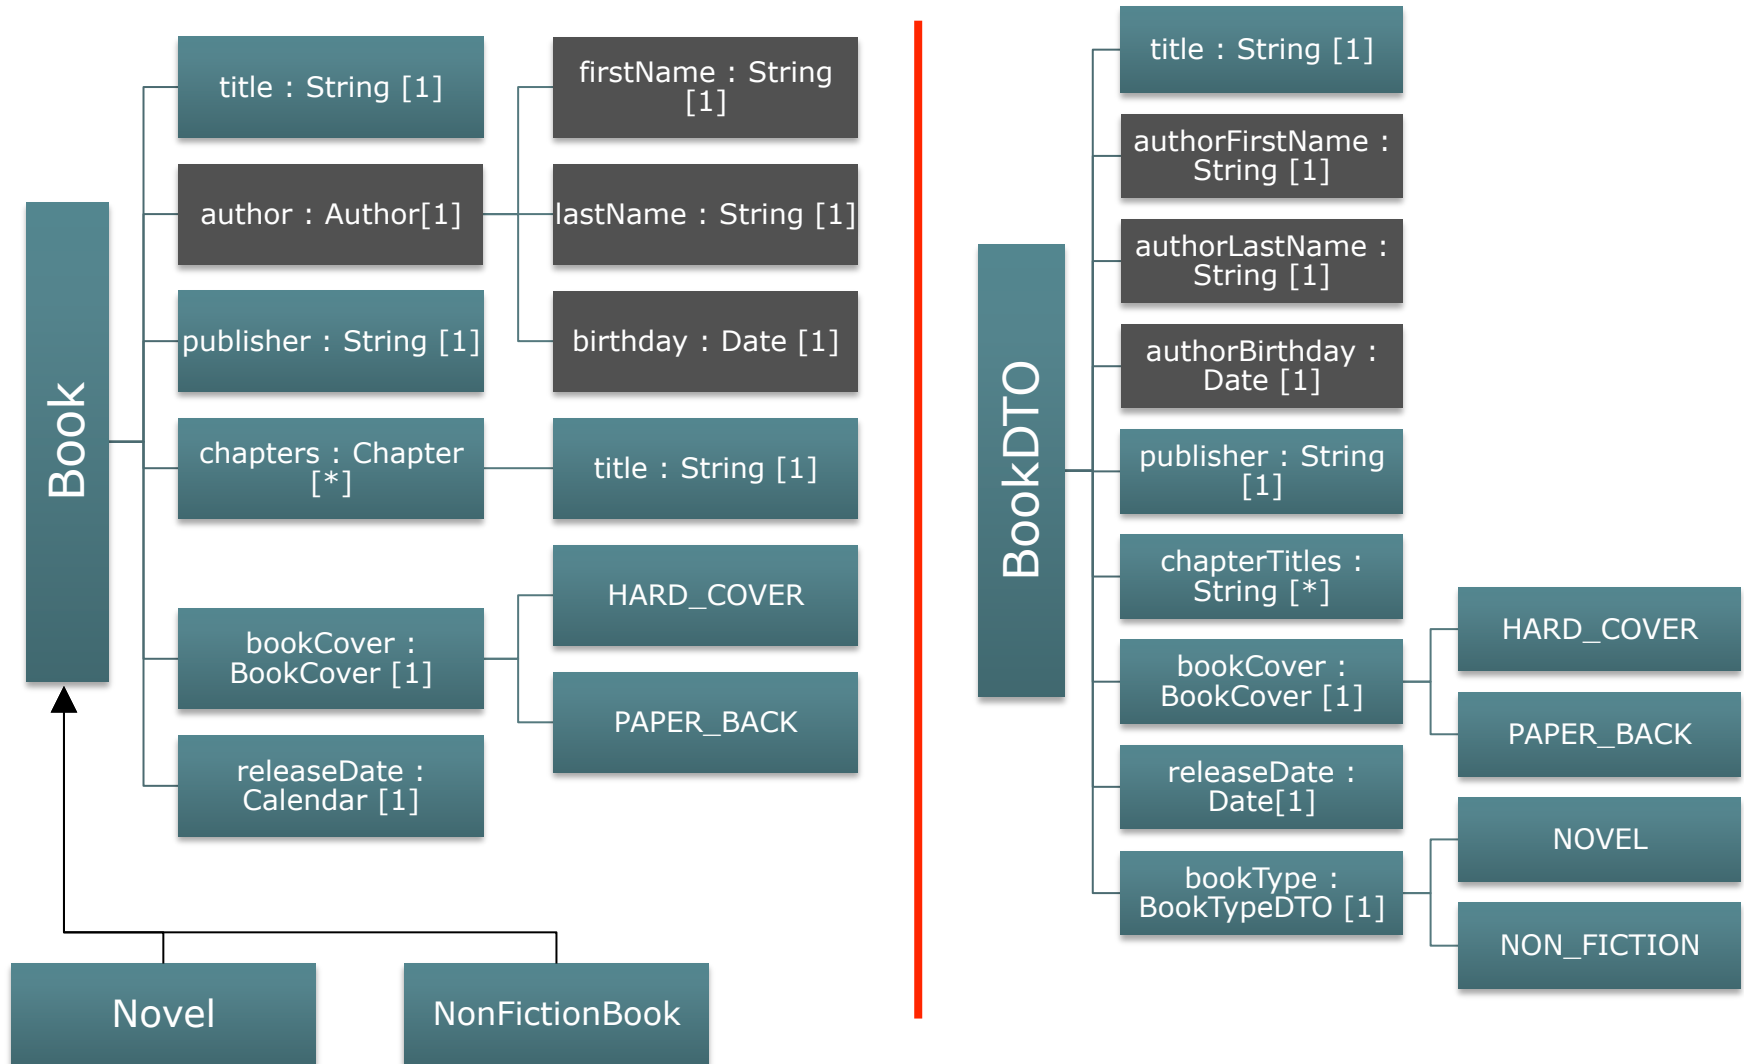 Book
title : String [1]
author : Author[1]
publisher : String [1]
chapters : Chapter
[*]
bookCover :
BookCover [1]
releaseDate :
Calendar [1]
firstName : String
[1]
lastName : String [1]
birthday : Date [1]
title : String [1]
HARD_COVER
PAPER_BACK
Novel
NonFictionBook
BookDTO
title : String [1]
authorFirstName :
String [1]
authorLastName :
String [1]
authorBirthday :
Date [1]
publisher : String
[1]
chapterTitles :
String [*]
bookCover :
BookCover [1]
releaseDate :
Date[1]
bookType :
BookTypeDTO [1]
HARD_COVER
PAPER_BACK
NOVEL
NON_FICTION